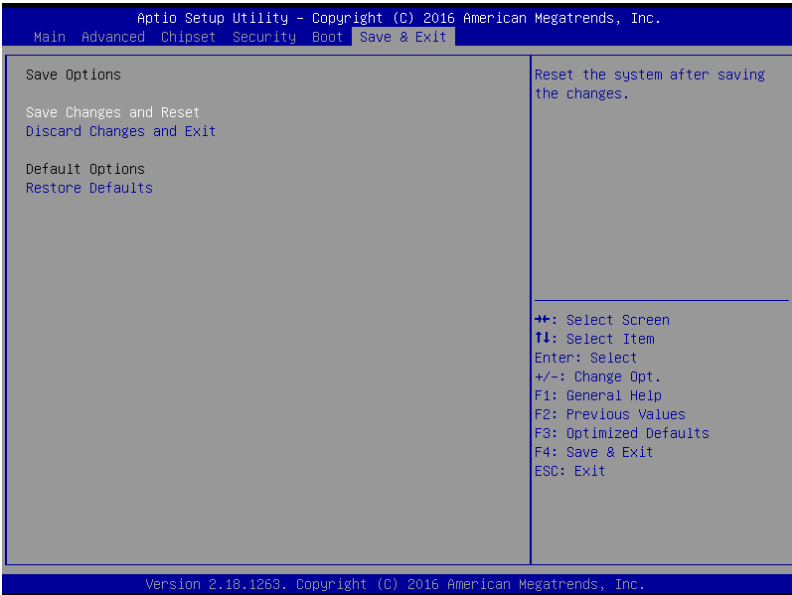 Aptio Setup Utility – Copyright (C) 2016 American Megatrends, Inc.
Main Advanced Chipset Security Boot Save & Exit
Save Options
Save Changes and Reset
Discard Changes and Exit
Default Options
Restore Defaults
Reset the system after saving
the changes.
→←: Select Screen
↑↓: Select Item
Enter: Select
+/-: Change Opt.
F1: General Help
F2: Previous Values
F3: Optimized Defaults
F4: Save & Exit
ESC: Exit
Version 2.18.1263. Copyright (C) 2016 American Megatrends, Inc.